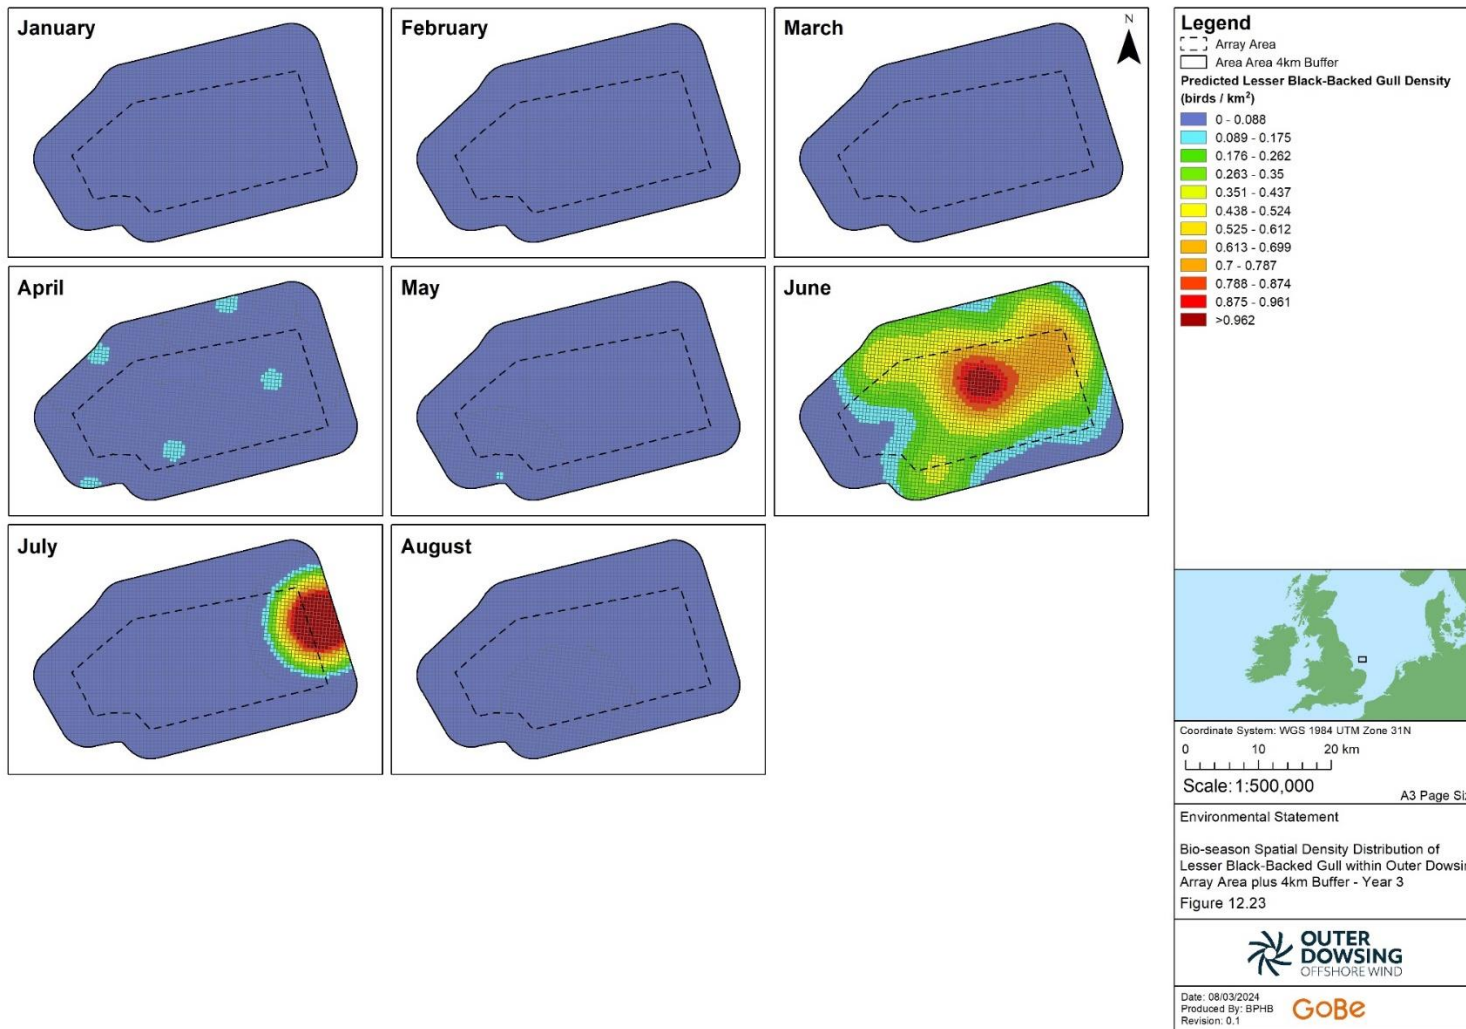 January
February
March
N
April
May
June
July
August
Legend
Array Area
Area Area 4km Buffer
Predicted Lesser Black-Backed Gull Density
(birds / km²)
0 - 0.088
0.089 - 0.175
0.176 - 0.262
0.263 - 0.35
0.351 - 0.437
0.438 - 0.524
0.525 - 0.612
0.613 - 0.699
0.7 - 0.787
0.788 - 0.874
0.875 - 0.961
>0.962
Coordinate System: WGS 1984 UTM Zone 31N
0 10 20 km
Scale: 1:500,000
A3 Page Siz
Environmental Statement
Bio-season Spatial Density Distribution of
Lesser Black-Backed Gull within Outer Dowsin
Array Area plus 4km Buffer - Year 3
Figure 12.23
OUTER
DOWSING
OFFSHORE WIND
Date: 08/03/2024
Produced By: BPHB
Revision: 0.1
GoBe